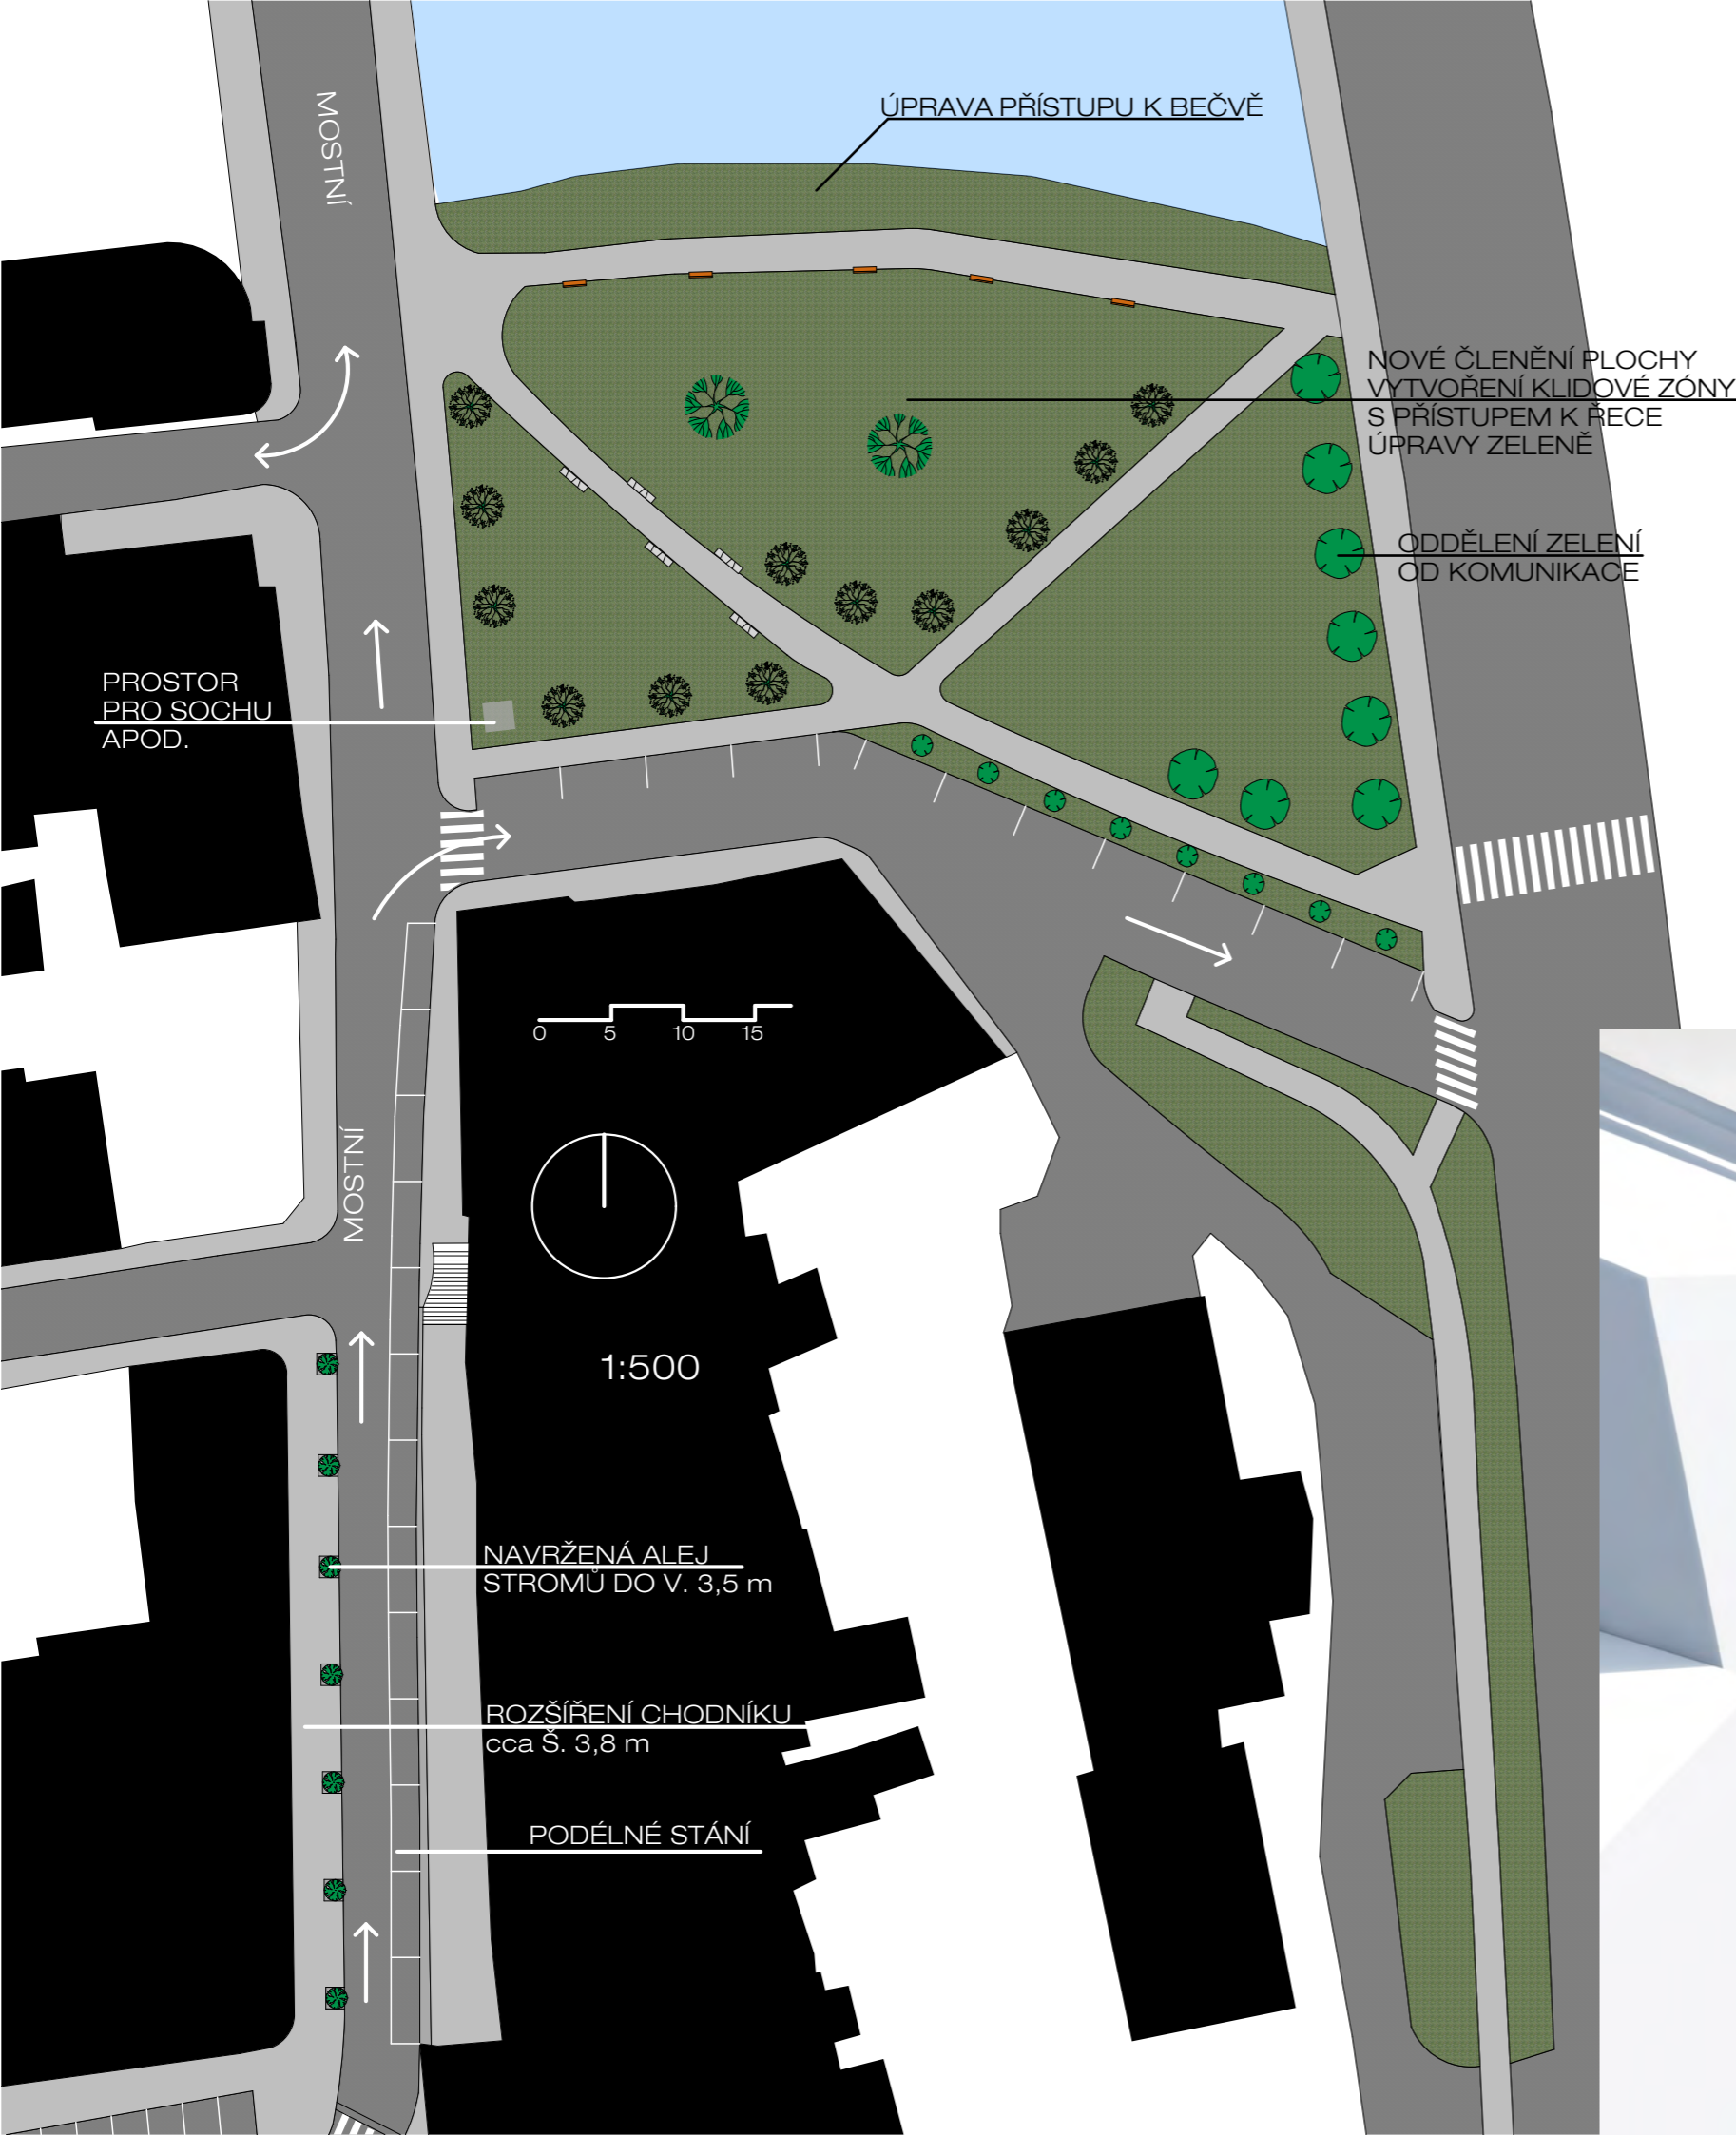 MOSTNÍ
ÚPRAVA PŘÍSTUPU K BEČVĚ
NOVÉ ČLENĚNÍ PLOCHY
VYTVOŘENÍ KLIDOVÉ ZÓNY
S PŘÍSTUPEM K ŘECE
ÚPRAVY ZELENĚ
ODDĚLENÍ ZELENÍ
OD KOMUNIKACE
PROSTOR
PRO SOCHU
APOD.
0 5 10 15
MOSTNÍ
1:500
NAVRŽENÁ ALEJ
STROMŮ DO V. 3,5 m
ROZŠÍŘENÍ CHODNÍKU
cca Š. 3,8 m
PODÉLNÉ STÁNÍ